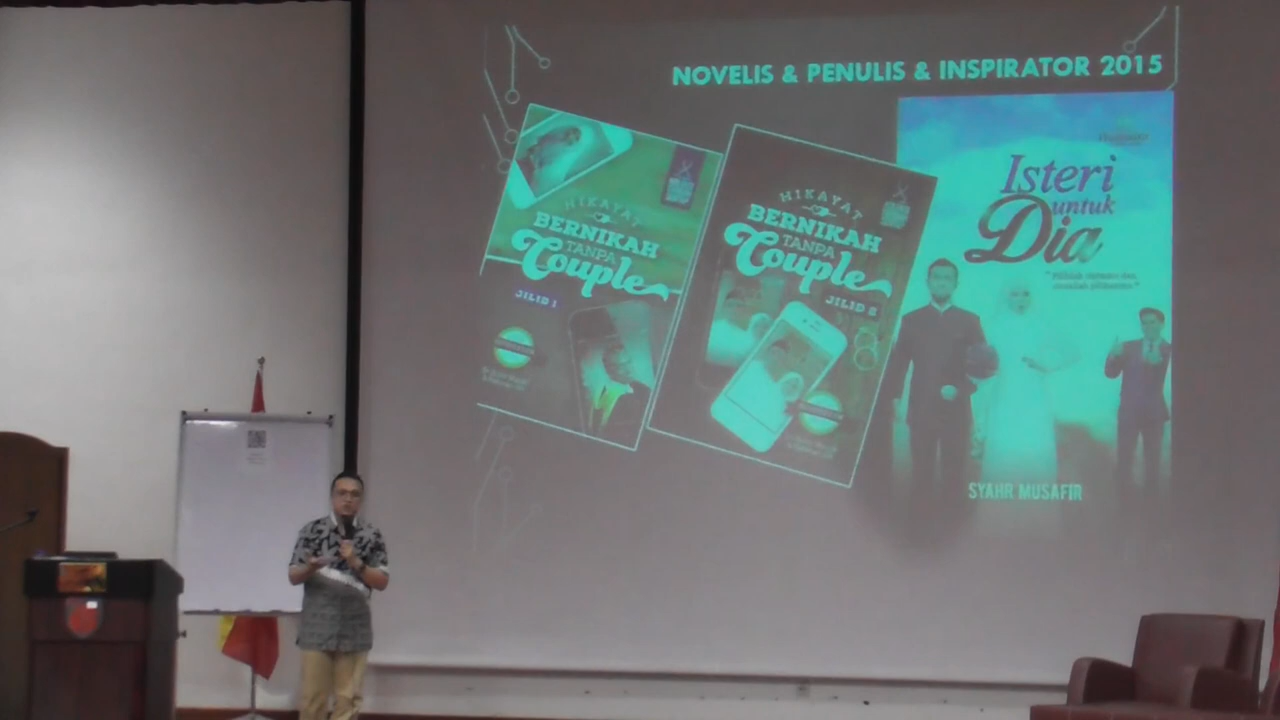 NOVELIS & PENULIS & INSPIRATOR 2015
HIKAYAT
BERNIKAH
TANPA
Couple
JILID 1
HIKAYAT
BERNIKAH
TANPA
Couple
JILID 2
Isteri
untuk
Dia
SYAHR MUSAFIR